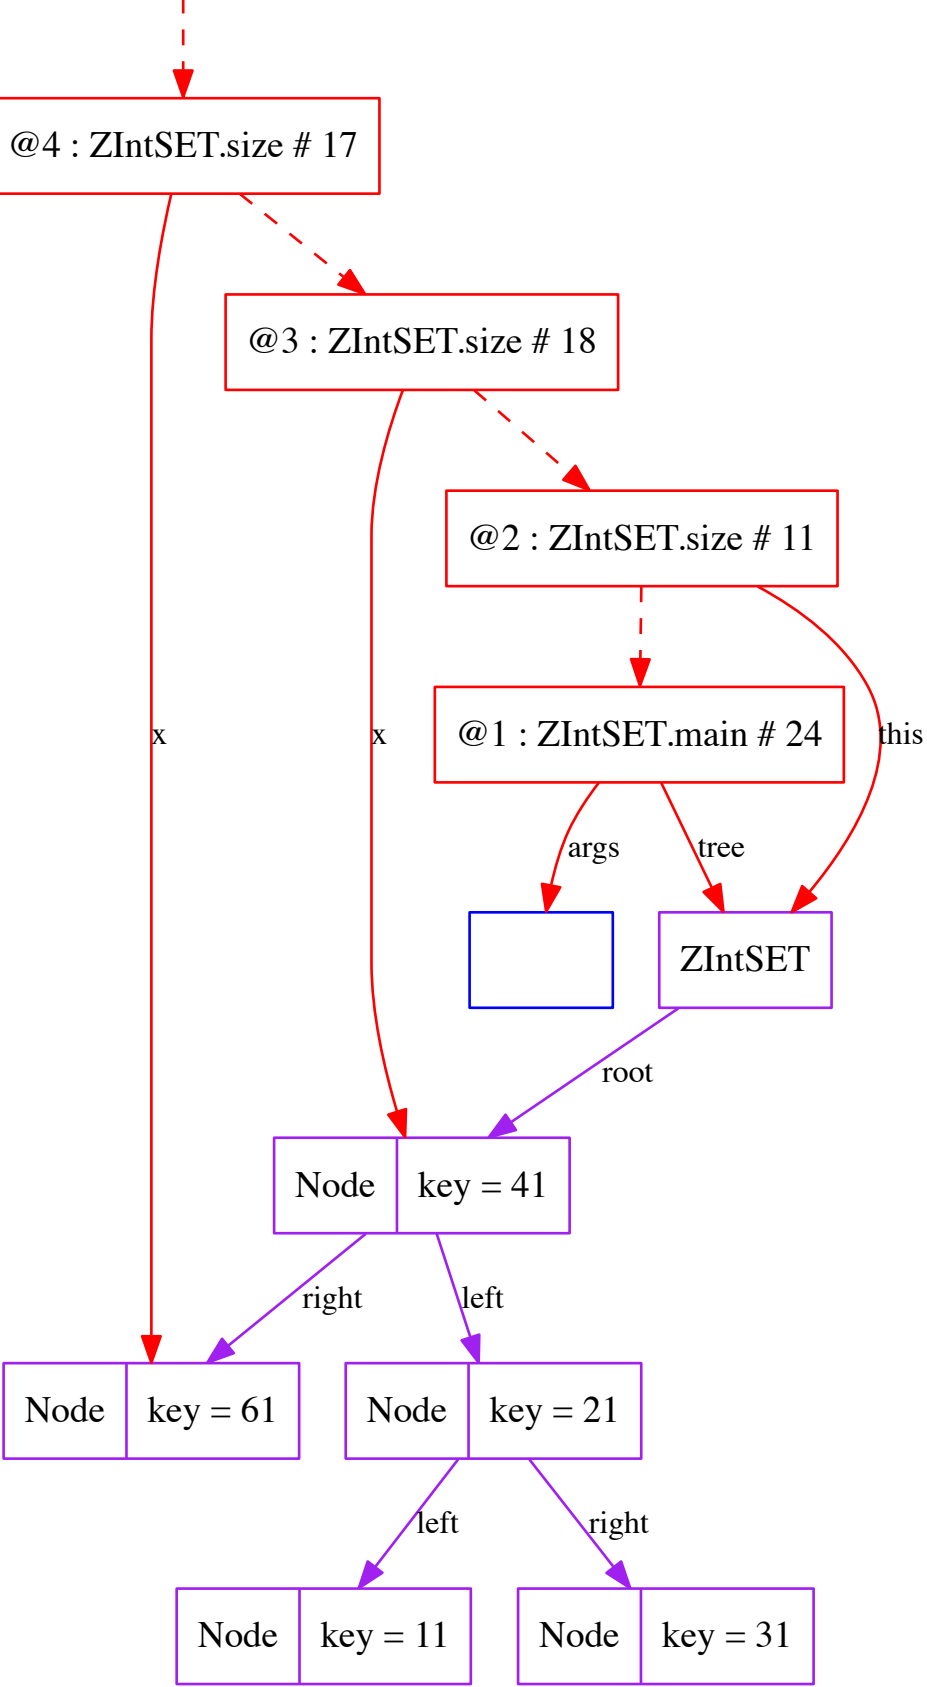 @4 : ZIntSET.size # 17
@3 : ZIntSET.size # 18
@2 : ZIntSET.size # 11
x
x
@1 : ZIntSET.main # 24
this
args
tree
ZIntSET
root
Node
key = 41
right
left
Node
key = 61
Node
key = 21
left
right
Node
key = 11
Node
key = 31